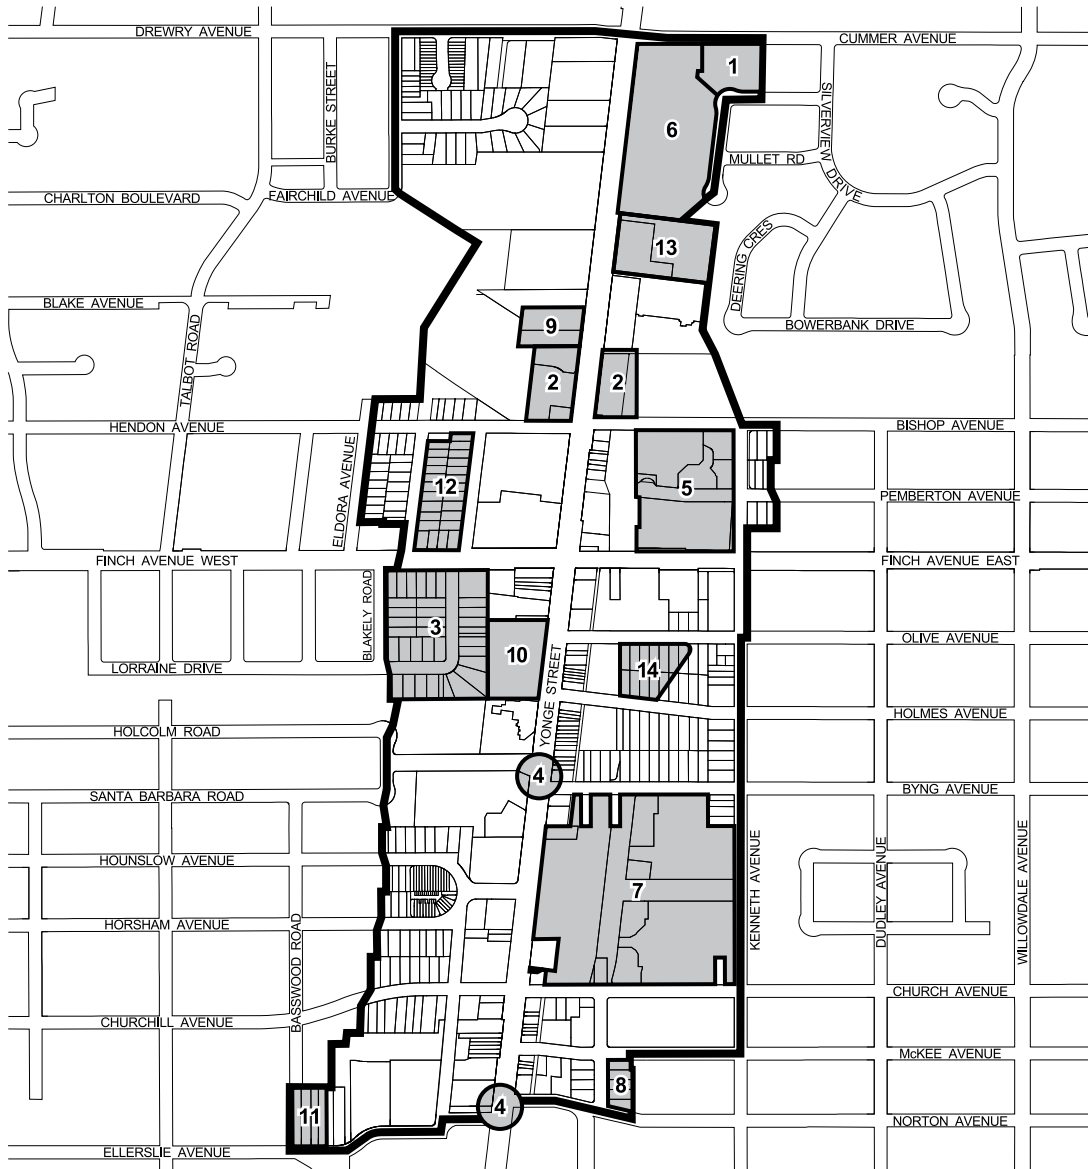 DREWRY AVENUE
CUMMER AVENUE
BURKE STREET
1
SILVERVIEW DRIVE
6
MULLET RD
CHARLTON BOULEVARD
FAIRCHILD AVENUE
13
DEERING CRES
BLAKE AVENUE
TALBOT ROAD
9
BOWERBANK DRIVE
2
2
HENDON AVENUE
BISHOP AVENUE
ELDORA AVENUE
12
5
PEMBERTON AVENUE
FINCH AVENUE WEST
FINCH AVENUE EAST
BLAKELY ROAD
3
10
YONGE STREET
14
OLIVE AVENUE
LORRAINE DRIVE
HOLMES AVENUE
HOLCOLM ROAD
4
SANTA BARBARA ROAD
BYNG AVENUE
HOUNSLOW AVENUE
KENNETH AVENUE
DUDLEY AVENUE
WILLOWDALE AVENUE
7
HORSHAM AVENUE
BASSWOOD ROAD
CHURCH AVENUE
CHURCHILL AVENUE
McKEE AVENUE
8
4
11
NORTON AVENUE
ELLERSLIE AVENUE